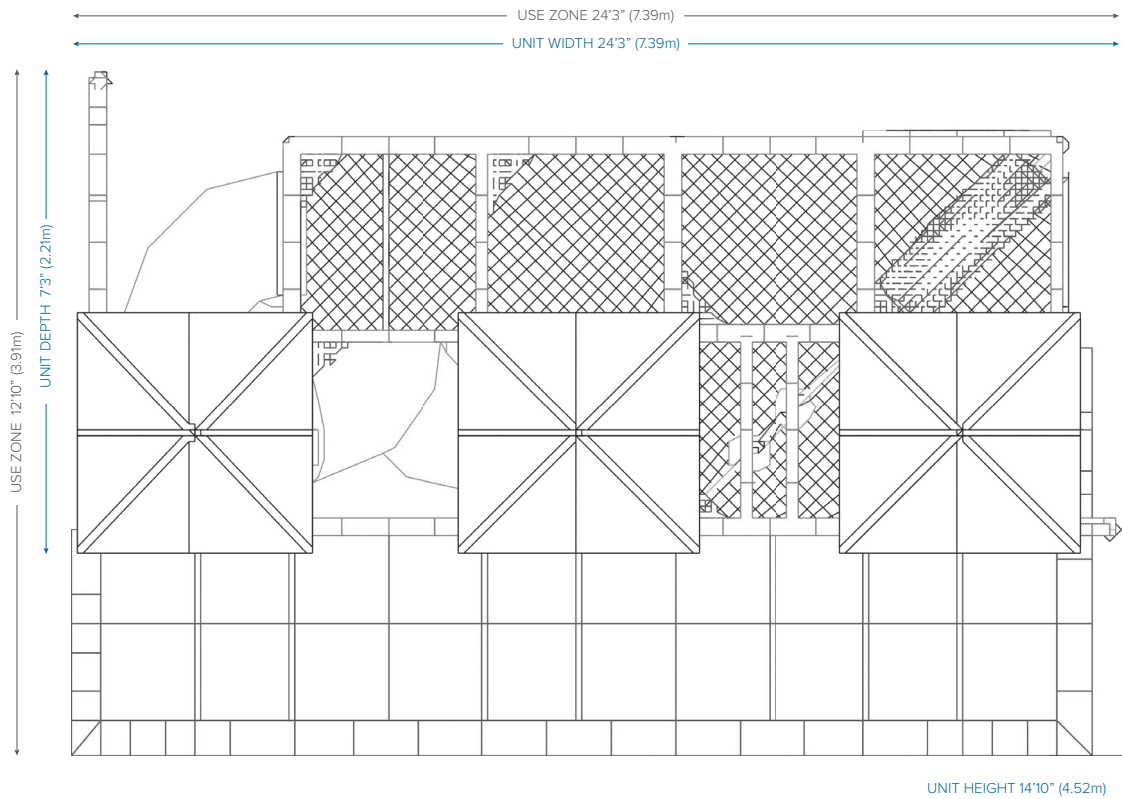 USE ZONE 24'3” (7.39m)
UNIT WIDTH 24'3” (7.39m)
USE ZONE 12'10” (3.91m)
UNIT DEPTH 7'3” (2.21m)
UNIT HEIGHT 14'10” (4.52m)